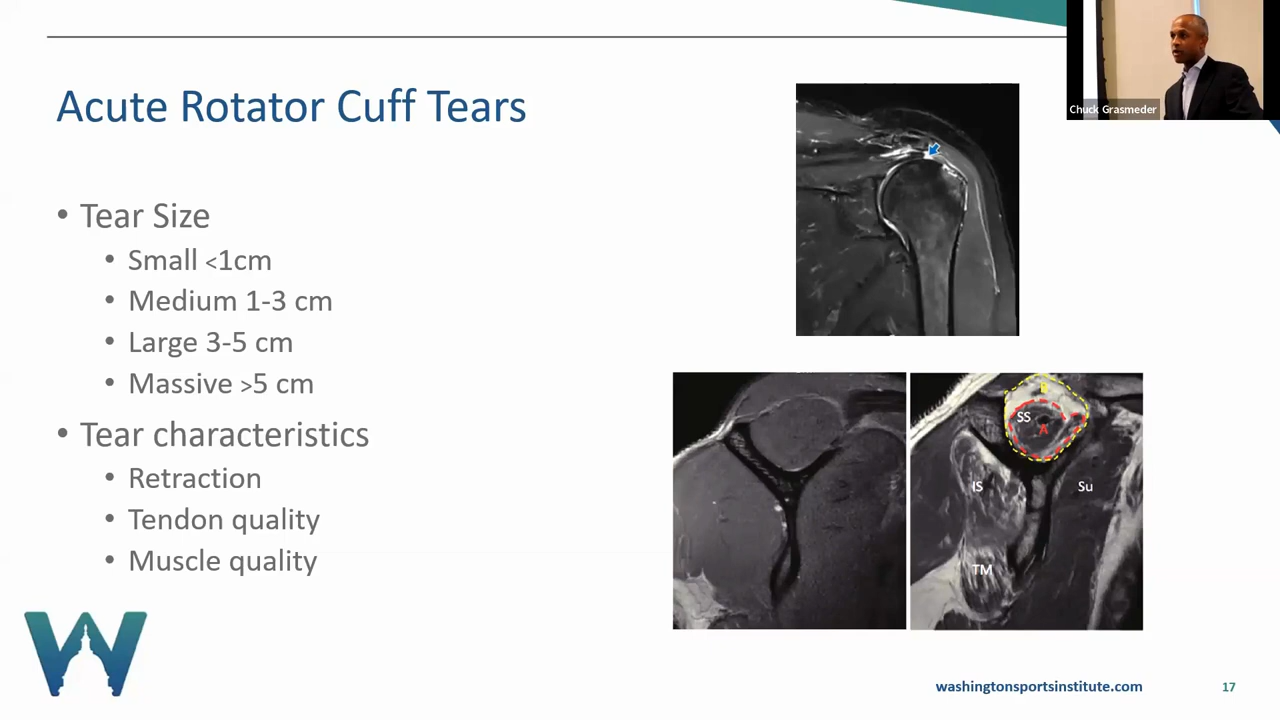 Acute Rotator Cuff Tears
• Tear Size
• Small <1cm
• Medium 1-3 cm
• Large 3-5 cm
• Massive >5 cm
• Tear characteristics
• Retraction
• Tendon quality
• Muscle quality
Chuck Grasmeder
B
SS
A
IS
Su
TM
W
washingtonsportsinstitute.com
17